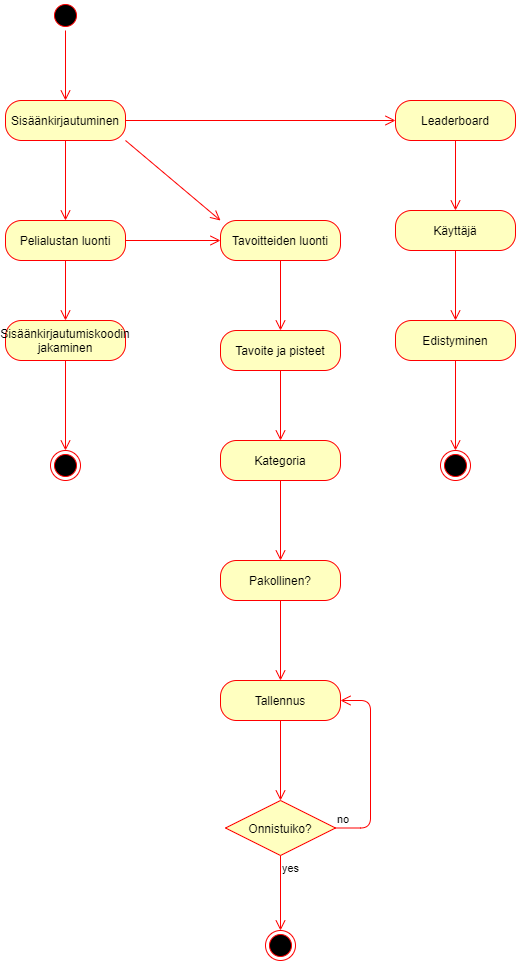 Sisäänkirjautuminen
Leaderboard
Pelialustan luonti
Tavoitteiden luonti
Käyttäjä
Sisäänkirjautumiskoodin
jakaminen
Tavoite ja pisteet
Edistyminen
Kategoria
Pakollinen?
Tallennus
Onnistuiko?
no
yes